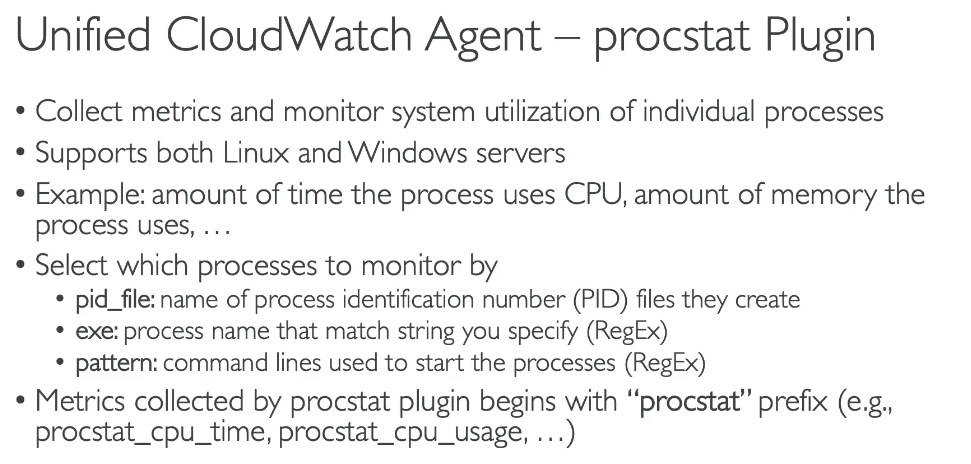 Unified CloudWatch Agent – procstat Plugin
• Collect metrics and monitor system utilization of individual processes
• Supports both Linux and Windows servers
• Example: amount of time the process uses CPU, amount of memory the
process uses, …
• Select which processes to monitor by
• pid_file: name of process identification number (PID) files they create
• exe: process name that match string you specify (RegEx)
• pattern: command lines used to start the processes (RegEx)
• Metrics collected by procstat plugin begins with “procstat” prefix (e.g.,
procstat_cpu_time, procstat_cpu_usage, …)